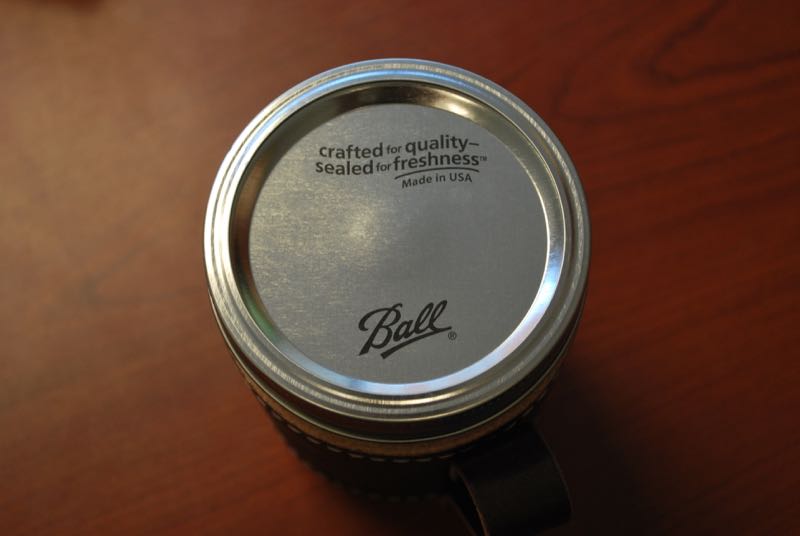 crafted for quality–
sealed for freshness™
Made in USA
Ball®